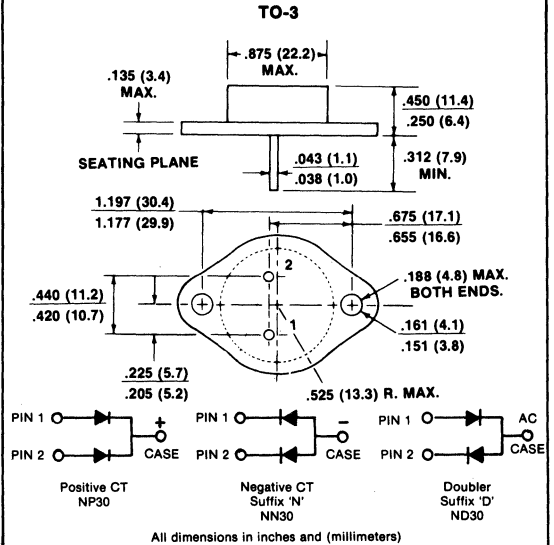 TO-3
.875 (22.2)
MAX.
.135 (3.4)
MAX.
.450 (11.4)
.250 (6.4)
SEATING PLANE
.043 (1.1)
.038 (1.0)
.312 (7.9)
MIN.
1.197 (30.4)
1.177 (29.9)
.675 (17.1)
.655 (16.6)
2
.188 (4.8) MAX.
BOTH ENDS.
.440 (11.2)
.420 (10.7)
1
.161 (4.1)
.151 (3.8)
.225 (5.7)
.205 (5.2)
.525 (13.3) R. MAX.
PIN 1
+
PIN 2
CASE
Positive CT
NP30
PIN 1
−
PIN 2
CASE
Negative CT
Suffix 'N'
NN30
PIN 1
AC
PIN 2
CASE
Doubler
Suffix 'D'
ND30
All dimensions in inches and (millimeters)